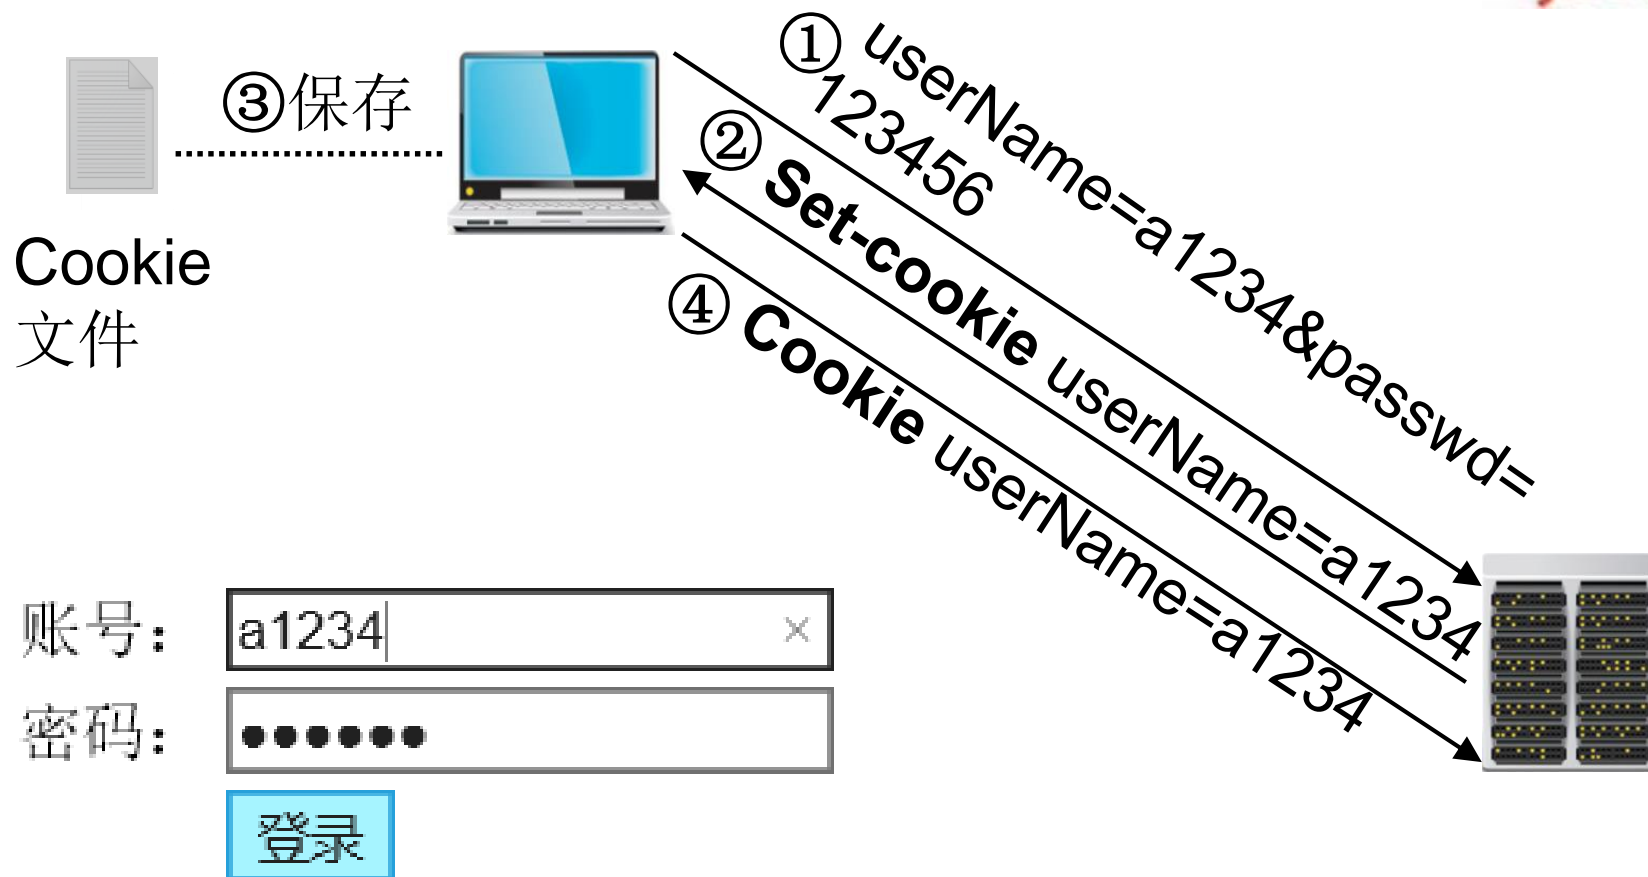 ③保存
Cookie
文件
① userName=a1234&passwd=
123456
② Set-cookie userName=a1234
④ Cookie userName=a1234
账号：
a1234
×
密码：
••••••
登录